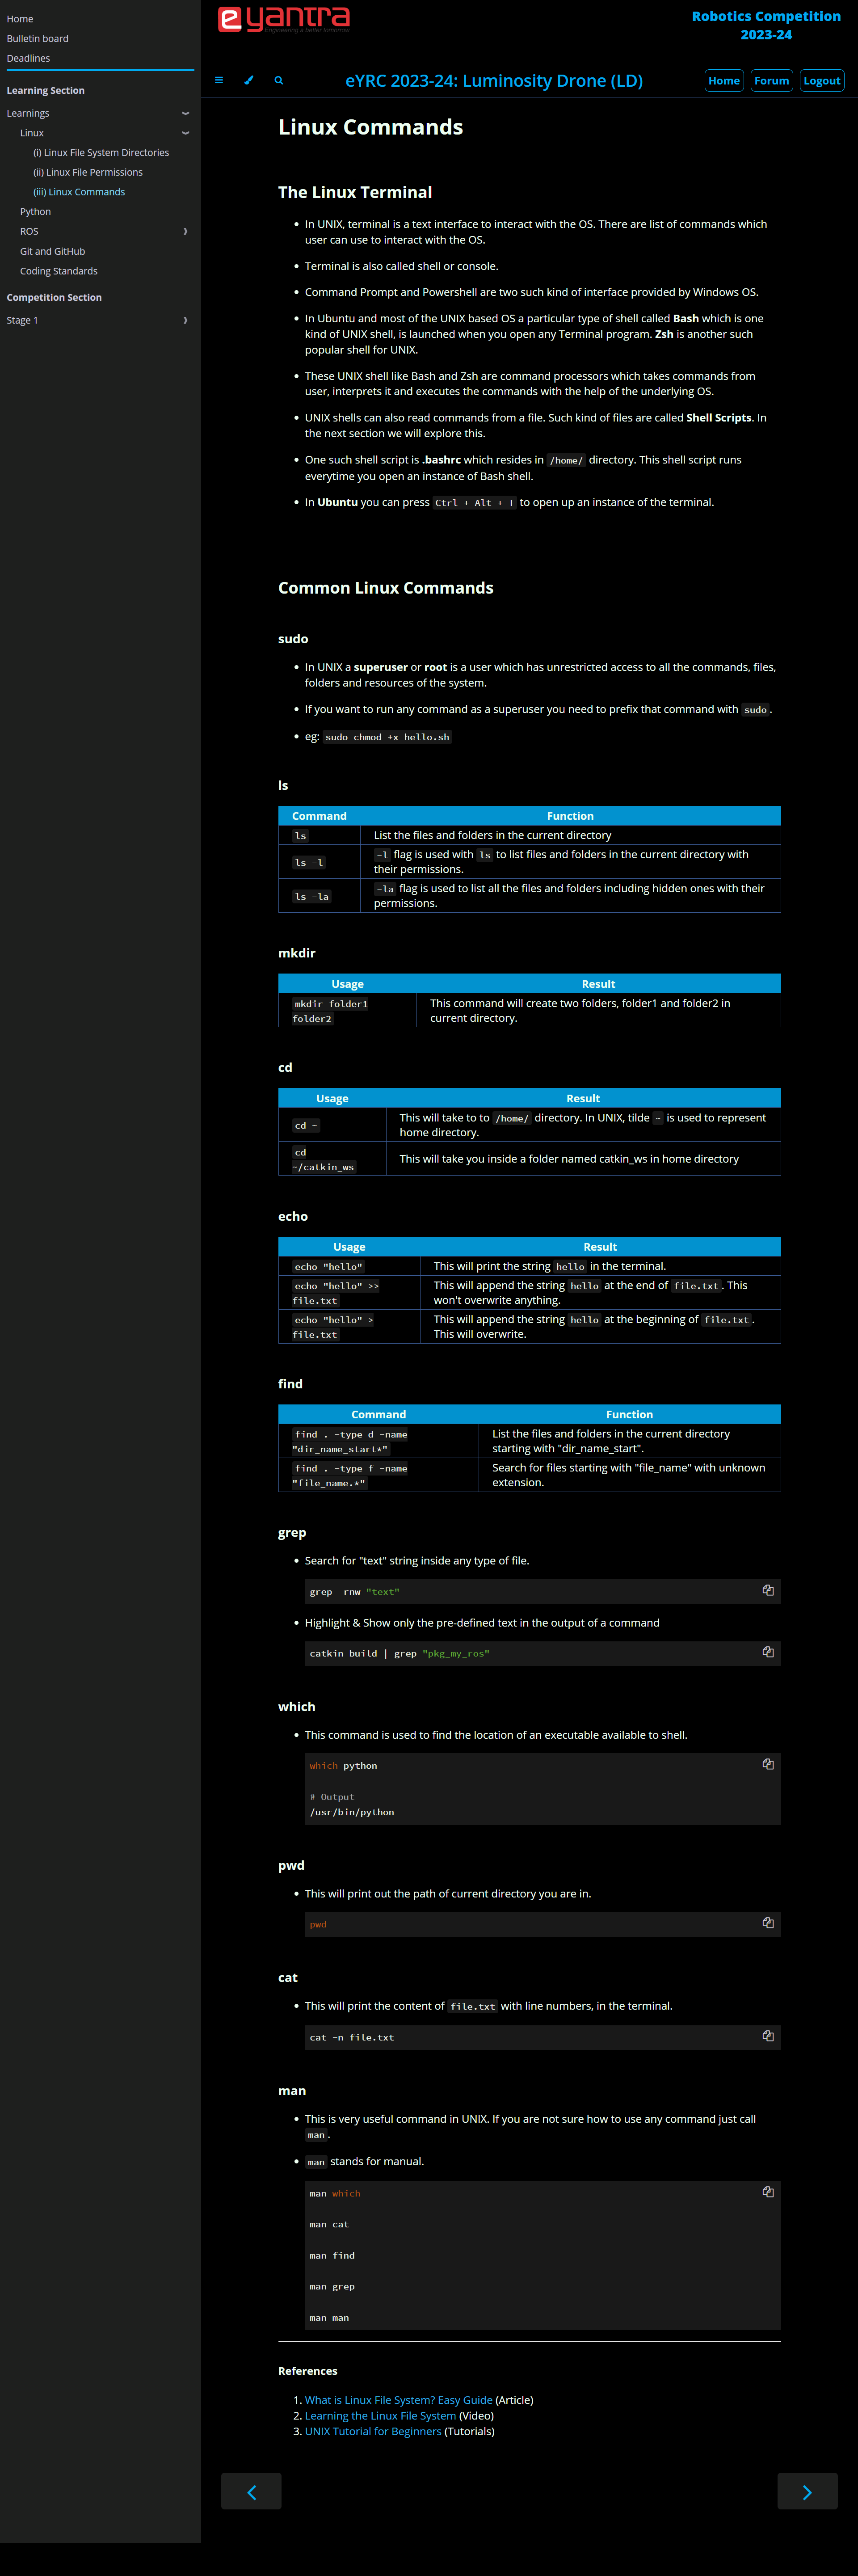 Home
Bulletin board
Deadlines
Learning Section
Learnings
Linux
(i) Linux File System Directories
(ii) Linux File Permissions
(iii) Linux Commands
Python
ROS
Git and GitHub
Coding Standards
Competition Section
Stage 1
e yantra
Engineering a better tomorrow
Robotics Competition
2023-24
eYRC 2023-24: Luminosity Drone (LD)
Home
Forum
Logout
Linux Commands
The Linux Terminal
• In UNIX, terminal is a text interface to interact with the OS. There are list of commands which
user can use to interact with the OS.
• Terminal is also called shell or console.
• Command Prompt and Powershell are two such kind of interface provided by Windows OS.
• In Ubuntu and most of the UNIX based OS a particular type of shell called Bash which is one
kind of UNIX shell, is launched when you open any Terminal program. Zsh is another such
popular shell for UNIX.
• These UNIX shell like Bash and Zsh are command processors which takes commands from
user, interprets it and executes the commands with the help of the underlying OS.
• UNIX shells can also read commands from a file. Such kind of files are called Shell Scripts. In
the next section we will explore this.
• One such shell script is .bashrc which resides in /home/ directory. This shell script runs
everytime you open an instance of Bash shell.
• In Ubuntu you can press Ctrl + Alt + T to open up an instance of the terminal.
Common Linux Commands
sudo
• In UNIX a superuser or root is a user which has unrestricted access to all the commands, files,
folders and resources of the system.
• If you want to run any command as a superuser you need to prefix that command with sudo.
• eg: sudo chmod +x hello.sh
ls
Command Function
ls List the files and folders in the current directory
ls -l -l flag is used with ls to list files and folders in the current directory with
their permissions.
ls -la -la flag is used to list all the files and folders including hidden ones with their
permissions.
mkdir
Usage Result
mkdir folder1 This command will create two folders, folder1 and folder2 in
folder2 current directory.
cd
Usage Result
cd ~ This will take to to /home/ directory. In UNIX, tilde ~ is used to represent
home directory.
cd
~/catkin_ws This will take you inside a folder named catkin_ws in home directory
echo
Usage Result
echo "hello" This will print the string hello in the terminal.
echo "hello" >> This will append the string hello at the end of file.txt. This
file.txt won't overwrite anything.
echo "hello" > This will append the string hello at the beginning of file.txt.
file.txt This will overwrite.
find
Command Function
find . -type d -name List the files and folders in the current directory
"dir_name_start*" starting with "dir_name_start".
find . -type f -name Search for files starting with "file_name" with unknown
"file_name.*" extension.
grep
• Search for "text" string inside any type of file.
grep -rnw "text"
• Highlight & Show only the pre-defined text in the output of a command
catkin build | grep "pkg_my_ros"
which
• This command is used to find the location of an executable available to shell.
which python
# Output
/usr/bin/python
pwd
• This will print out the path of current directory you are in.
pwd
cat
• This will print the content of file.txt with line numbers, in the terminal.
cat -n file.txt
man
• This is very useful command in UNIX. If you are not sure how to use any command just call
man.
• man stands for manual.
man which
man cat
man find
man grep
man man
References
1. What is Linux File System? Easy Guide (Article)
2. Learning the Linux File System (Video)
3. UNIX Tutorial for Beginners (Tutorials)